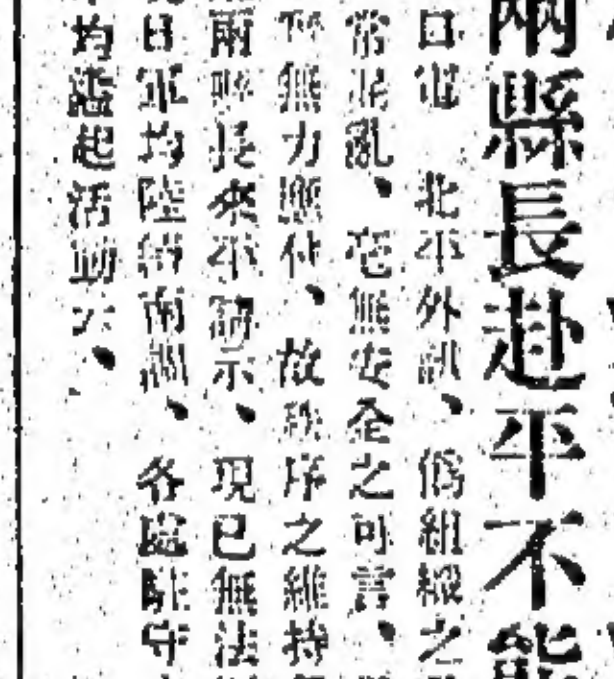 兩縣長赴平不能
日電　北平外訊、僞組織之
常混亂、毫無安全之可言、
無力應付、故秩序之維持
兩縣長來平請示、現已無法
日軍均陸續南調、各處駐守
均蠭起活動云、